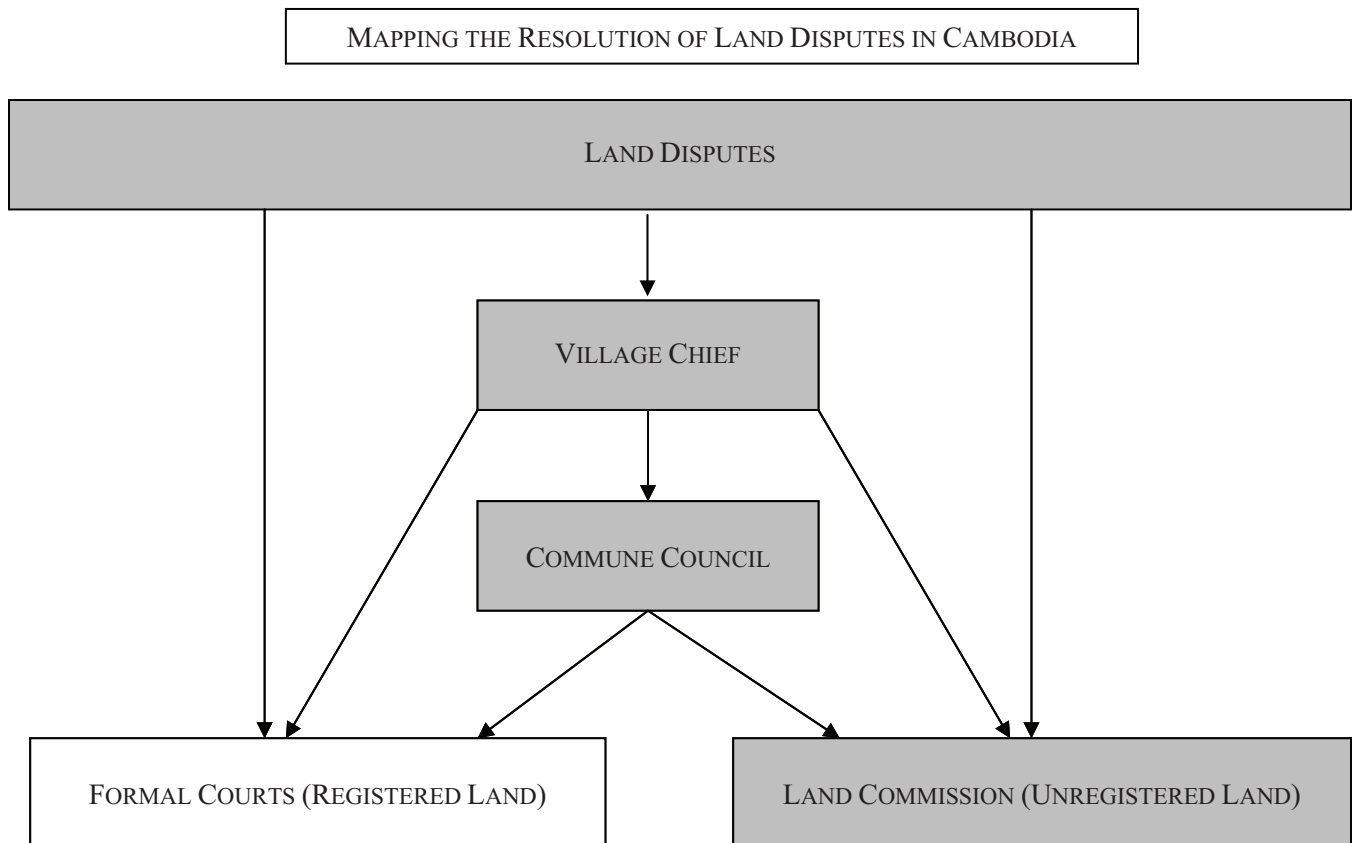 MAPPING THE RESOLUTION OF LAND DISPUTES IN CAMBODIA
LAND DISPUTES
VILLAGE CHIEF
COMMUNE COUNCIL
FORMAL COURTS (REGISTERED LAND)
LAND COMMISSION (UNREGISTERED LAND)